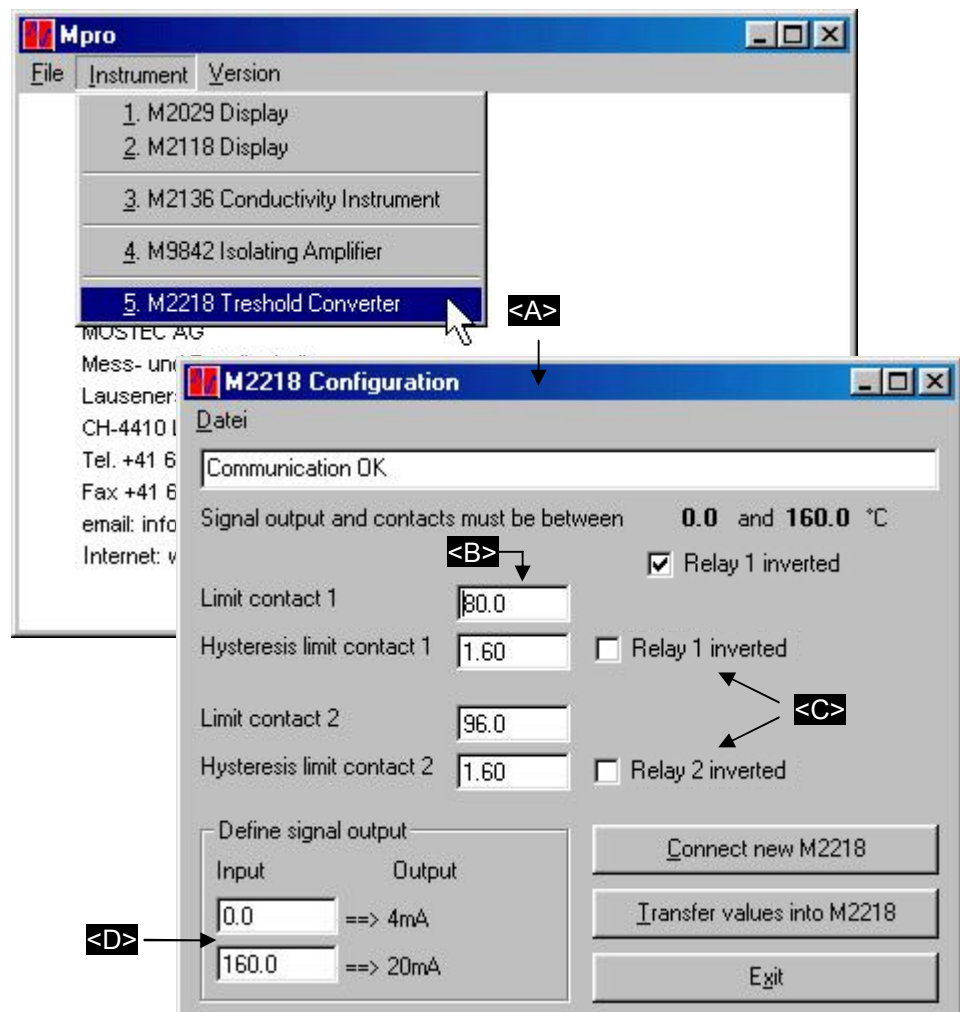 Mpro
File Instrument Version
1. M2029 Display
2. M2118 Display
3. M2136 Conductivity Instrument
4. M9842 Isolating Amplifier
5. M2218 Treshold Converter
<A>
MOSTEC AG
Mess- und
CH-4410
Tel. +41 6
Fax +41 6
email: info
Internet:
M2218 Configuration
Datei
Communication OK
Signal output and contacts must be between 0.0 and 160.0 °C
<B>
Relay 1 inverted
Limit contact 1 80.0
Hysteresis limit contact 1 1.60 Relay 1 inverted
<C>
Limit contact 2 96.0
Hysteresis limit contact 2 1.60 Relay 2 inverted
Define signal output
Input Output
0.0 ==> 4mA
<D>
160.0 ==> 20mA
Connect new M2218
Transfer values into M2218
Exit